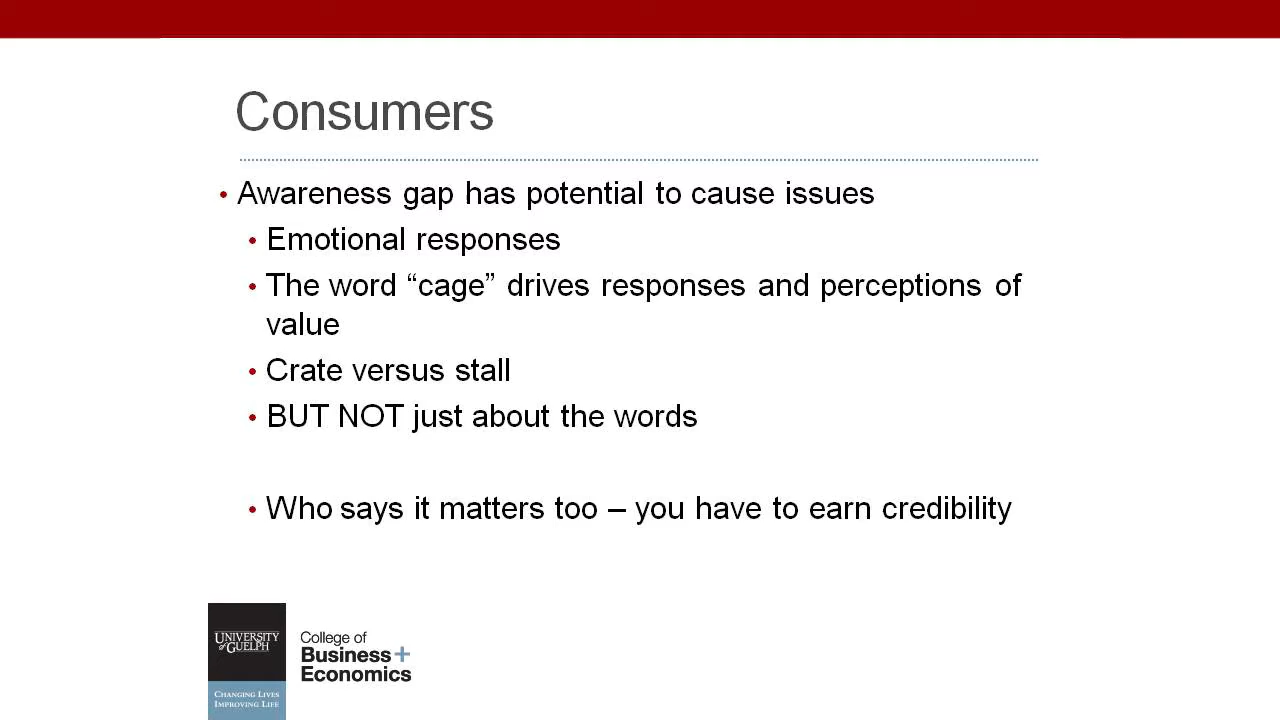 Consumers
• Awareness gap has potential to cause issues
• Emotional responses
• The word “cage” drives responses and perceptions of
value
• Crate versus stall
• BUT NOT just about the words
• Who says it matters too – you have to earn credibility
UNIVERSITY
of GUELPH
CHANGING LIVES
IMPROVING LIFE
College of
Business+
Economics